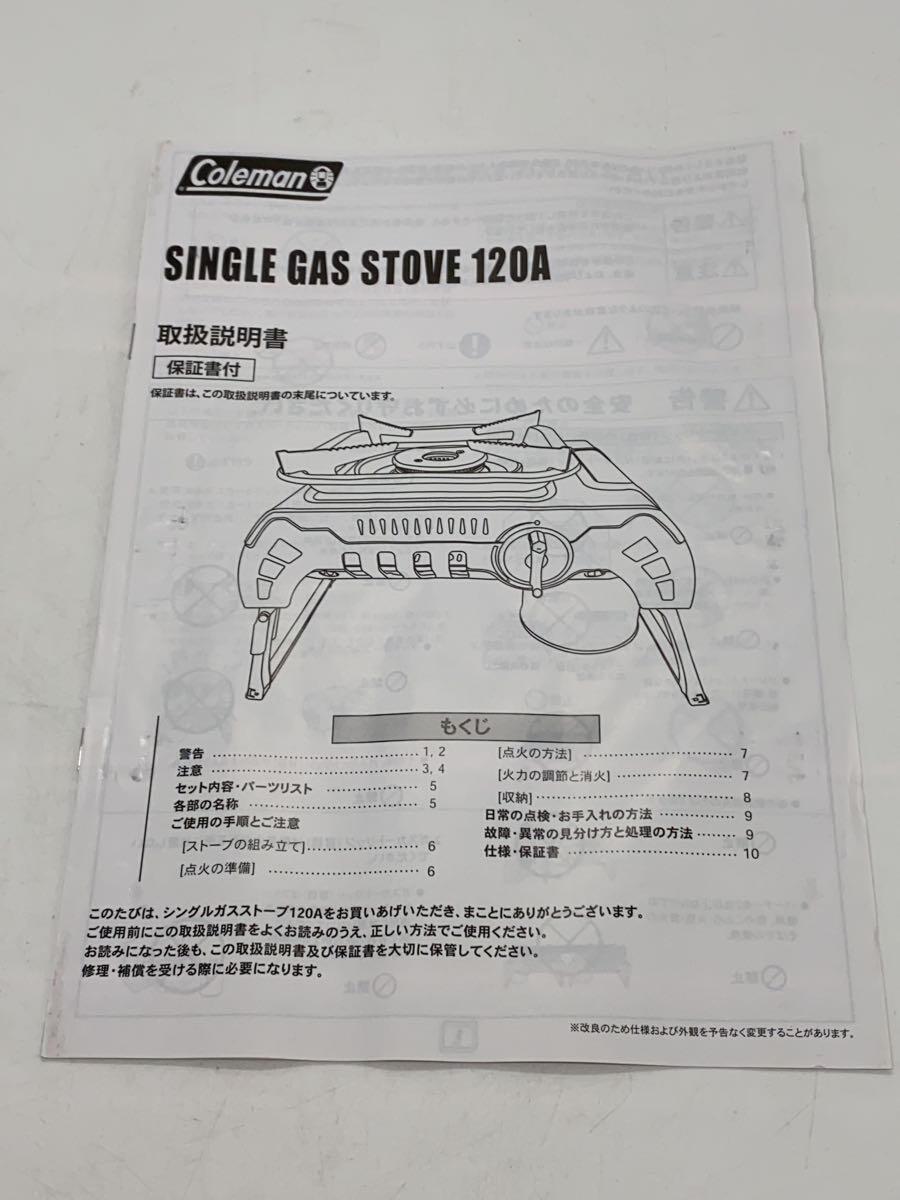 Coleman
SINGLE GAS STOVE 120A
取扱説明書
保証書付
保証書は、この取扱説明書の末尾についています。
もくじ
警告 1, 2
注意 3, 4
セット内容・パーツリスト 5
各部の名称 5
ご使用の手順とご注意
[ストーブの組み立て] 6
[点火の準備] 6
[点火の方法] 7
[火力の調節と消火] 7
[収納] 8
日常の点検・お手入れの方法 9
故障・異常の見分け方と処理の方法 9
仕様・保証書 10
このたびは、シングルガスストーブ120Aをお買いあげいただき、まことにありがとうございます。
ご使用前にこの取扱説明書をよくお読みのうえ、正しい方法でご使用ください。
お読みになった後も、この取扱説明書及び保証書を大切に保管してください。
修理・補償を受ける際に必要になります。
※改良のため仕様および外観を予告なく変更することがあります。